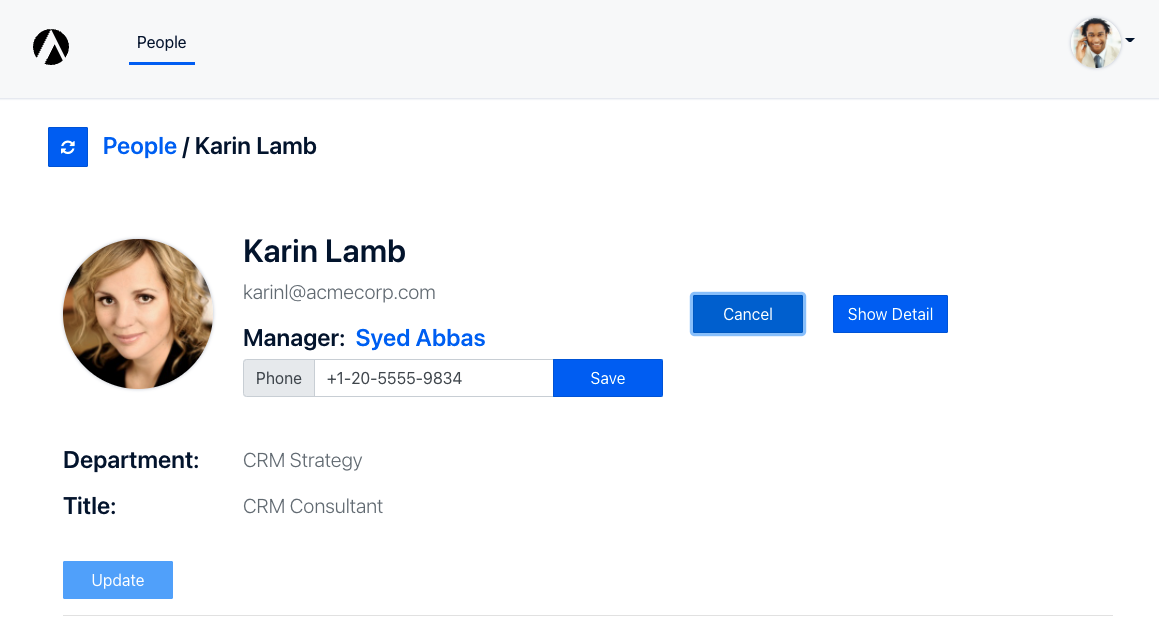 People
People / Karin Lamb
Karin Lamb
karinl@acmecorp.com
Cancel
Show Detail
Manager: Syed Abbas
Phone +1-20-5555-9834 Save
Department: CRM Strategy
Title: CRM Consultant
Update